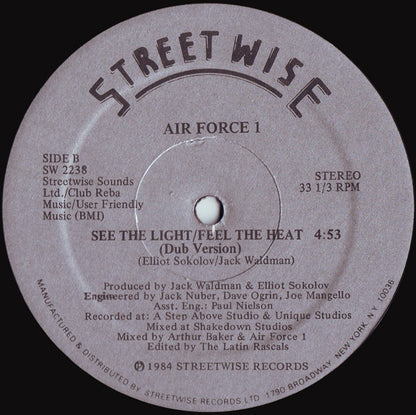 STREETWISE
AIR FORCE 1
SIDE B
SW 2238
Streetwise Sounds
Ltd./Club Reba
Music/User Friendly
Music (BMI)
STEREO
33 1/3 RPM
SEE THE LIGHT/FEEL THE HEAT 4:53
(Dub Version)
(Elliot Sokolov/Jack Waldman)
Produced by Jack Waldman & Elliot Sokolov
Engineered by Jack Nuber, Dave Ogrin, Joe Mangello
Asst. Eng.: Paul Nielson
Recorded at: A Step Above Studio & Unique Studios
Mixed at Shakedown Studios
Mixed by Arthur Baker & Air Force 1
Edited by The Latin Rascals
℗ 1984 STREETWISE RECORDS
MANUFACTURED & DISTRIBUTED BY STREETWISE RECORDS LTD· 1790 BROADWAY, NY, NY 10036